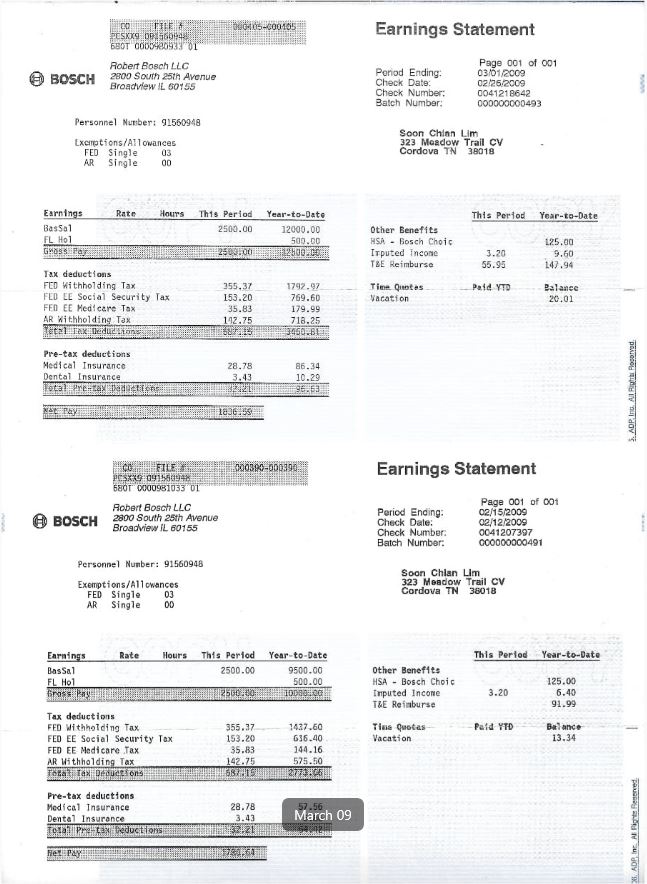 CO FILE # 000405-000405
PCSXX9 091560948
680T 0000980933 01
Earnings Statement
BOSCH
Robert Bosch LLC
2800 South 25th Avenue
Broadview IL 60155
Page 001 of 001
Period Ending: 03/01/2009
Check Date: 02/26/2009
Check Number: 0041218642
Batch Number: 000000000493
Personnel Number: 91560948
Exemptions/Allowances
FED Single 03
AR Single 00
Soon Chian Lim
323 Meadow Trail CV
Cordova TN 38018
Earnings Rate Hours This Period Year-to-Date
BasSal 2500.00 12000.00
FL Hol 500.00
Gross Pay 2500.00 12500.00
Tax deductions
FED Withholding Tax 355.37 1792.97
FED EE Social Security Tax 153.20 769.60
FED EE Medicare Tax 35.83 179.99
AR Withholding Tax 142.75 718.25
Total Tax Deductions 687.15 3460.81
Pre-tax deductions
Medical Insurance 28.78 86.34
Dental Insurance 3.43 10.29
Total Pre-tax Deductions 32.21 96.63
Net Pay 1836.59
This Period Year-to-Date
Other Benefits
HSA - Bosch Choic 125.00
Imputed Income 3.20 9.60
T&E Reimburse 55.95 147.94
Time Quotas Paid YTD Balance
Vacation 20.01
ADP, Inc. All Rights Reserved.
CO FILE # 000390-000390
PCSXX9 091560948
680T 0000981033 01
Earnings Statement
BOSCH
Robert Bosch LLC
2800 South 25th Avenue
Broadview IL 60155
Page 001 of 001
Period Ending: 02/15/2009
Check Date: 02/12/2009
Check Number: 0041207397
Batch Number: 000000000491
Personnel Number: 91560948
Exemptions/Allowances
FED Single 03
AR Single 00
Soon Chian Lim
323 Meadow Trail CV
Cordova TN 38018
Earnings Rate Hours This Period Year-to-Date
BasSal 2500.00 9500.00
FL Hol 500.00
Gross Pay 2500.00 10000.00
Tax deductions
FED Withholding Tax 355.37 1437.60
FED EE Social Security Tax 153.20 616.40
FED EE Medicare Tax 35.83 144.16
AR Withholding Tax 142.75 575.50
Total Tax Deductions 687.15
Pre-tax deductions
Medical Insurance 28.78 57.56
Dental Insurance 3.43
Total Pre-tax Deductions 32.21
Net Pay
This Period Year-to-Date
Other Benefits
HSA - Bosch Choic 125.00
Imputed Income 3.20 6.40
T&E Reimburse 91.99
Time Quotas Paid YTD Balance
Vacation 13.34
March 09
ADP, Inc. All Rights Reserved.